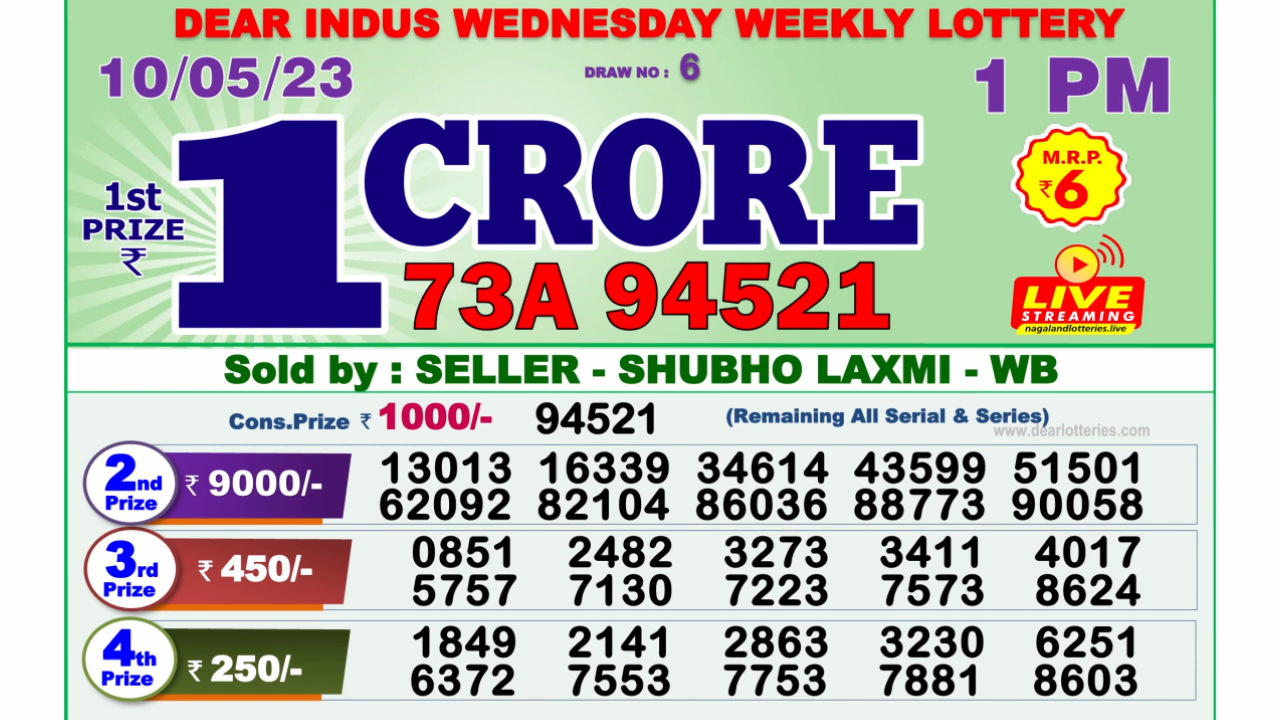 DEAR INDUS WEDNESDAY WEEKLY LOTTERY
10/05/23 DRAW NO : 6 1 PM
1st PRIZE ₹ 1 CRORE
M.R.P. ₹6
73A 94521
LIVE
STREAMING
nagalandlotteries.live
Sold by : SELLER - SHUBHO LAXMI - WB
Cons.Prize ₹ 1000/- 94521 (Remaining All Serial & Series)
www.dearlotteries.com
2nd Prize ₹ 9000/-
13013 16339 34614 43599 51501
62092 82104 86036 88773 90058
3rd Prize ₹ 450/-
0851 2482 3273 3411 4017
5757 7130 7223 7573 8624
4th Prize ₹ 250/-
1849 2141 2863 3230 6251
6372 7553 7753 7881 8603